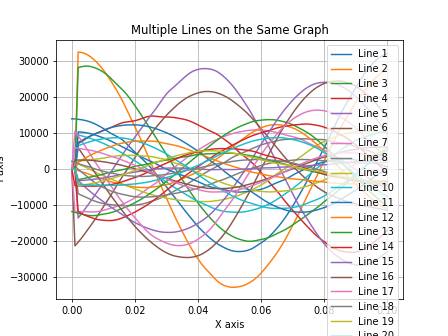 Multiple Lines on the Same Graph
30000
20000
10000
0
−10000
−20000
−30000
0.00 0.02 0.04 0.06
X axis
Line 1
Line 2
Line 3
Line 4
Line 5
Line 6
Line 7
Line 8
Line 9
Line 10
Line 11
Line 12
Line 13
Line 14
Line 15
Line 16
Line 17
Line 18
Line 19
Line 20